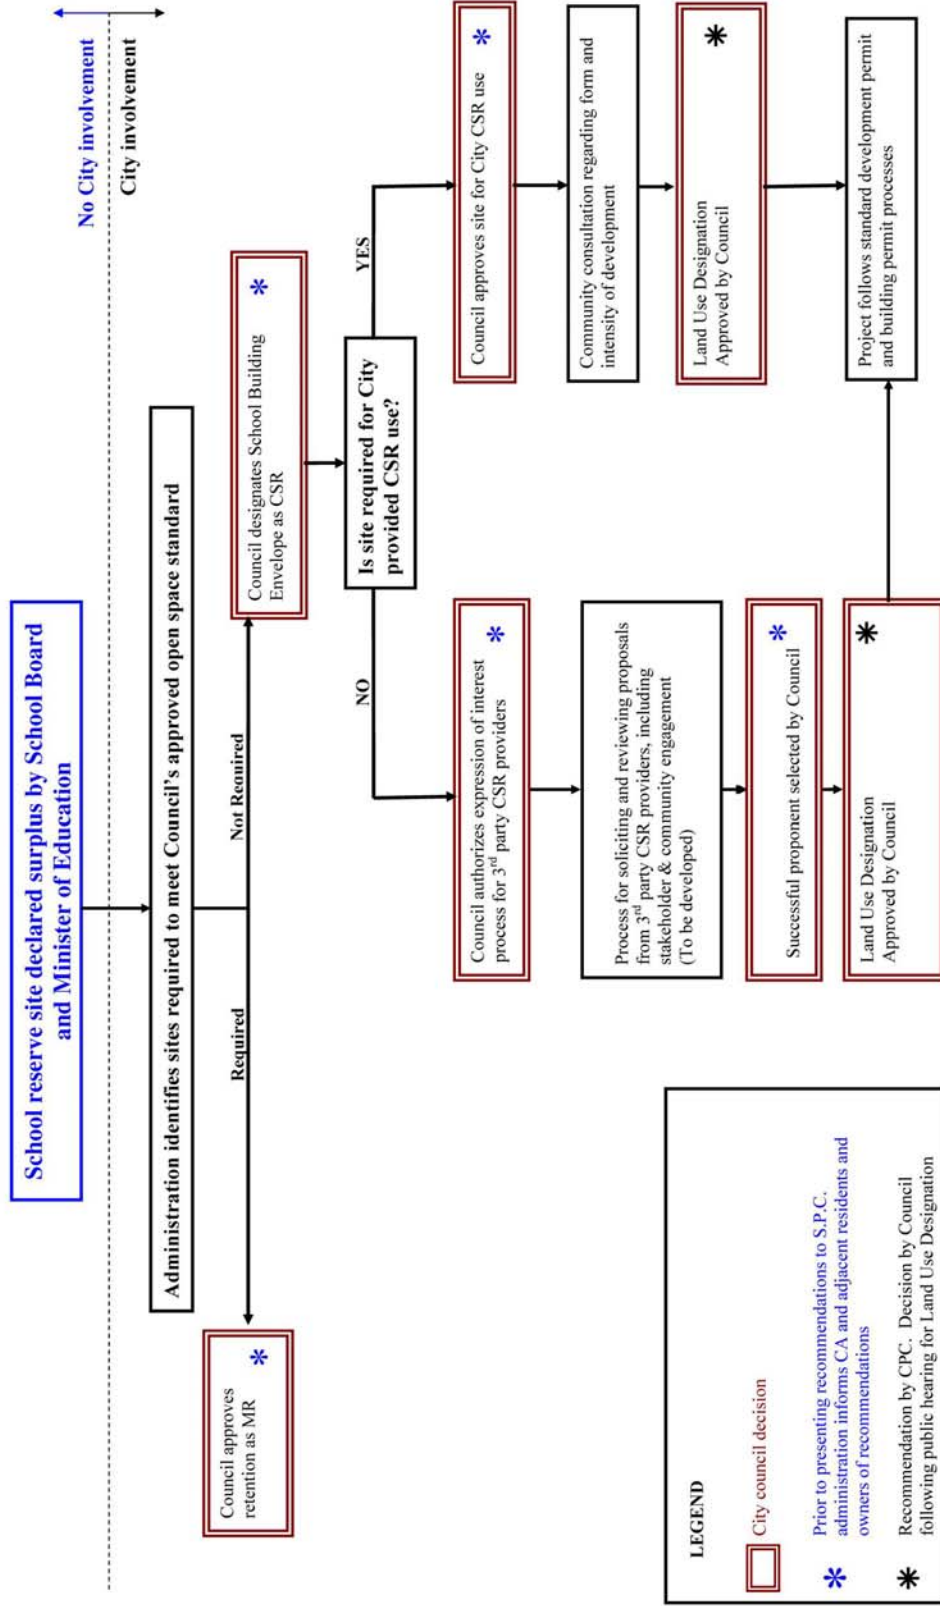 School reserve site declared surplus by School Board
and Minister of Education
No City involvement
City involvement
Administration identifies sites required to meet Council's approved open space standard
Required
Not Required
Council approves
retention as MR
*
Council designates School Building
Envelope as CSR
*
Is site required for City
provided CSR use?
NO
YES
Council authorizes expression of interest
process for 3rd party CSR providers
*
Process for soliciting and reviewing proposals
from 3rd party CSR providers, including
stakeholder & community engagement
(To be developed)
Successful proponent selected by Council
*
Land Use Designation
Approved by Council
*
Council approves site for City CSR use
*
Community consultation regarding form and
intensity of development
Land Use Designation
Approved by Council
*
Project follows standard development permit
and building permit processes
LEGEND
City council decision
* Prior to presenting recommendations to S.P.C.
administration informs CA and adjacent residents and
owners of recommendations
* Recommendation by CPC. Decision by Council
following public hearing for Land Use Designation